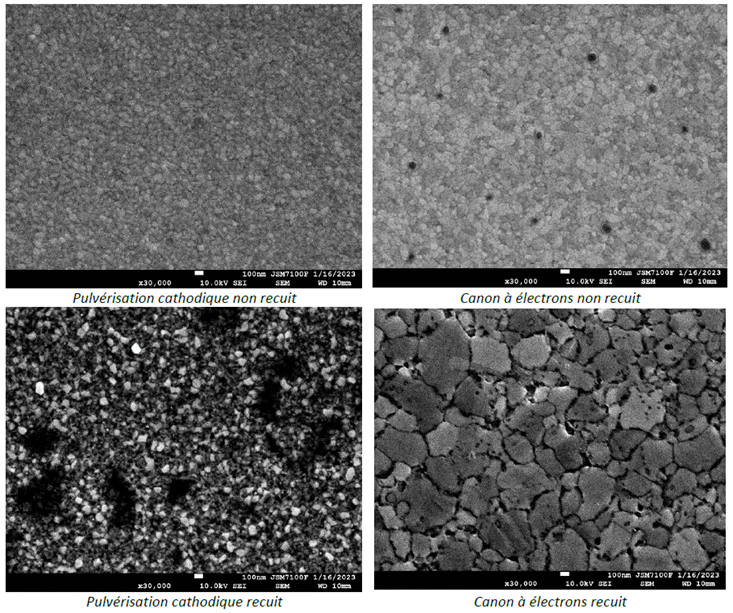 100nm JSM7100F 1/16/2023
x30,000 10.0kV SEI SEM WD 10mm
Pulvérisation cathodique non recuit
100nm JSM7100F 1/16/2023
x30,000 10.0kV SEI SEM WD 10mm
Canon à électrons non recuit
100nm JSM7100F 1/16/2023
x30,000 10.0kV SEI SEM WD 10mm
Pulvérisation cathodique recuit
100nm JSM7100F 1/16/2023
x30,000 10.0kV SEI SEM WD 10mm
Canon à électrons recuit